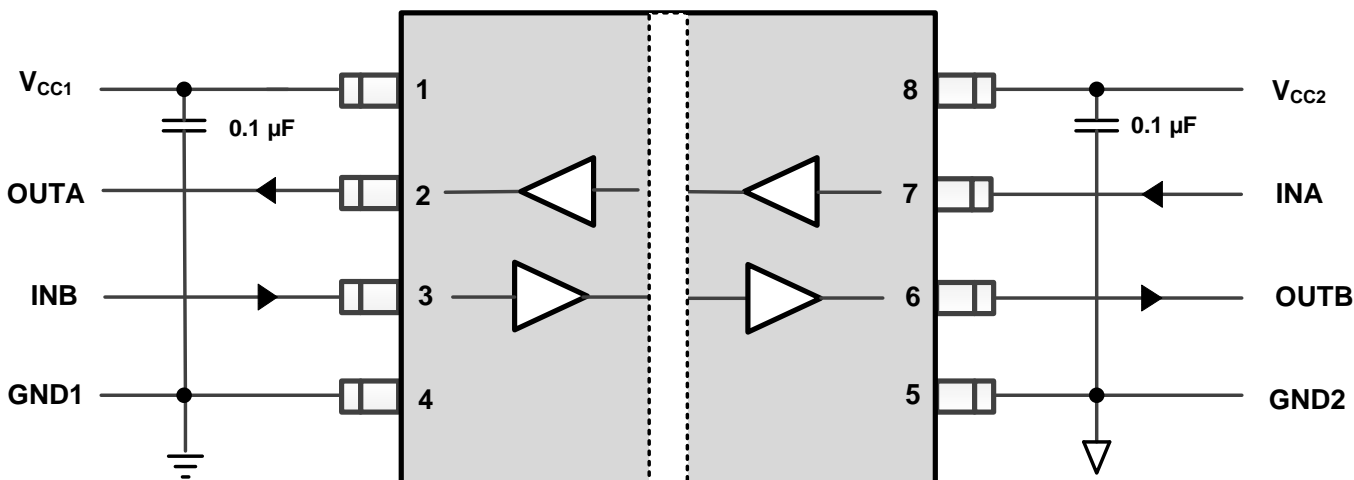 VCC1
1
8
VCC2
0.1 µF
0.1 µF
OUTA
2
7
INA
INB
3
6
OUTB
GND1
4
5
GND2